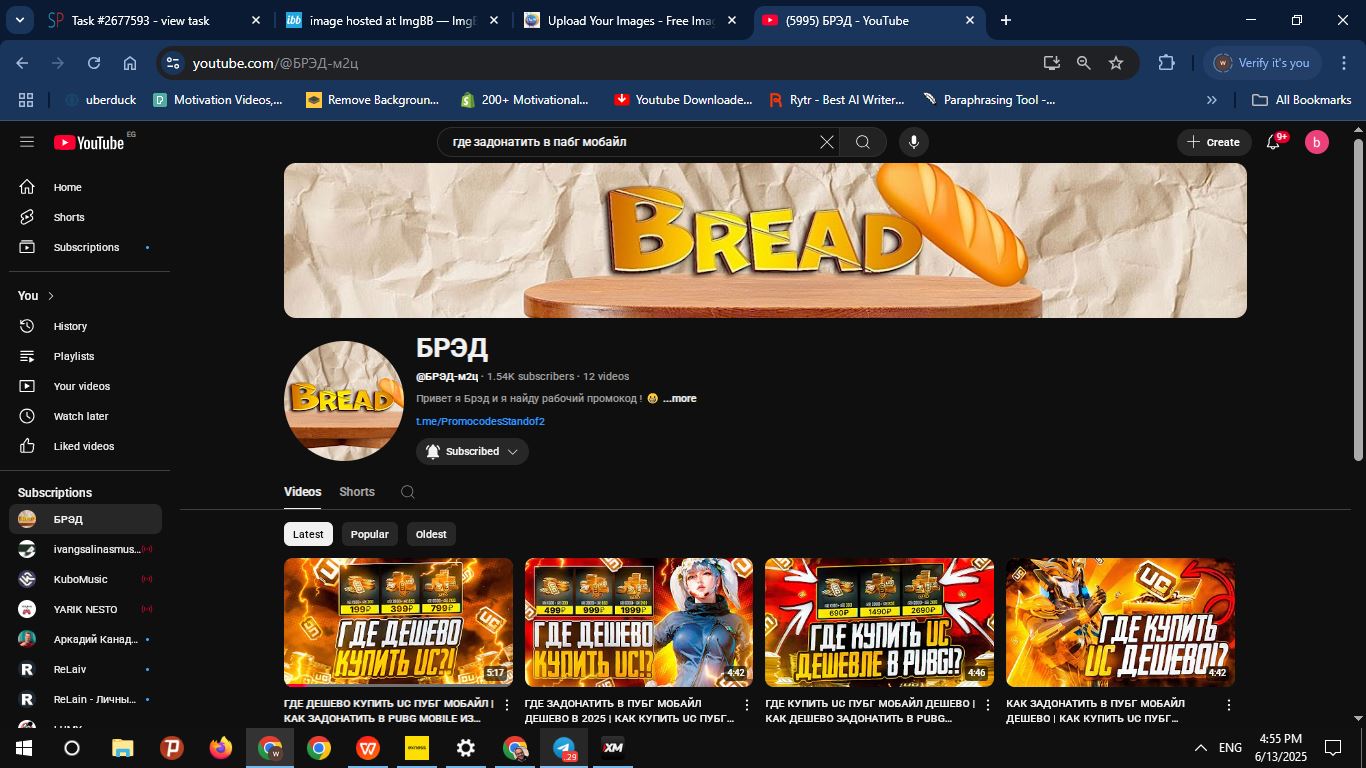 Task #2677593 - view task
image hosted at ImgBB — ImgB
Upload Your Images - Free Imag
(5995) БРЭД - YouTube
youtube.com/@БРЭД-м2ц
Verify it's you
uberduck
Motivation Videos,...
Remove Backgroun...
200+ Motivational...
Youtube Downloade...
Rytr - Best AI Writer...
Paraphrasing Tool -...
All Bookmarks
YouTube EG
где задонатить в пабг мобайл
Create
9+
b
Home
Shorts
Subscriptions
You
History
Playlists
Your videos
Watch later
Liked videos
Subscriptions
БРЭД
ivangsalinasmus...
KuboMusic
YARIK NESTO
Аркадий Канад...
ReLaiv
ReLain - Личны...
BREAD
BREAD
БРЭД
@БРЭД-м2ц · 1.54K subscribers · 12 videos
Привет я Брэд и я найду рабочий промокод ! ...more
t.me/PromocodesStandof2
Subscribed
Videos
Shorts
Latest
Popular
Oldest
199₽ 399₽ 799₽
ГДЕ ДЕШЕВО
КУПИТЬ UC?!
5:17
ГДЕ ДЕШЕВО КУПИТЬ UC ПУБГ МОБАЙЛ |
КАК ЗАДОНАТИТЬ В PUBG MOBILE ИЗ...
499₽ 999₽ 1999₽
ГДЕ ДЕШЕВО
КУПИТЬ UC!?
4:42
ГДЕ ЗАДОНАТИТЬ В ПУБГ МОБАЙЛ
ДЕШЕВО В 2025 | КАК КУПИТЬ UC ПУБГ...
690₽ 1490₽ 2690₽
ГДЕ КУПИТЬ UC
ДЕШЕВЛЕ В PUBG!?
4:46
ГДЕ КУПИТЬ UC ПУБГ МОБАЙЛ ДЕШЕВО |
КАК ДЕШЕВО ЗАДОНАТИТЬ В PUBG...
UC
ГДЕ КУПИТЬ
UC ДЕШЕВО!?
4:42
КАК ЗАДОНАТИТЬ В ПУБГ МОБАЙЛ
ДЕШЕВО | КАК КУПИТЬ UC ПУБГ...
exness
29
XM
ENG
4:55 PM
6/13/2025